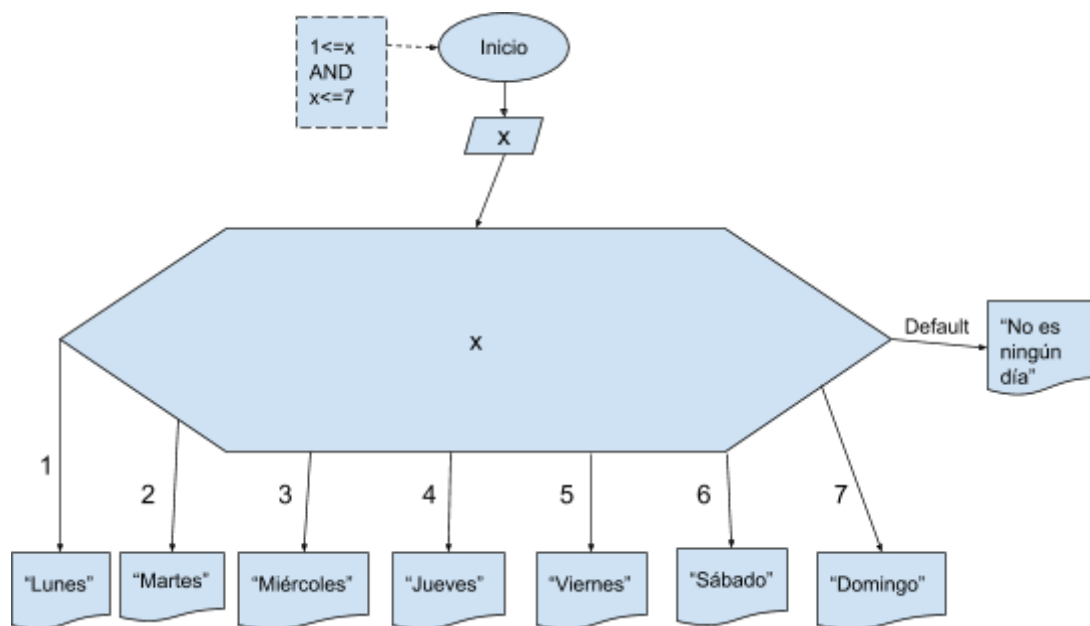 1<=x
AND
x<=7
Inicio
x
x
Default
“No es
ningún
día”
1
2
3
4
5
6
7
“Lunes”
“Martes”
“Miércoles”
“Jueves”
“Viernes”
“Sábado”
“Domingo”